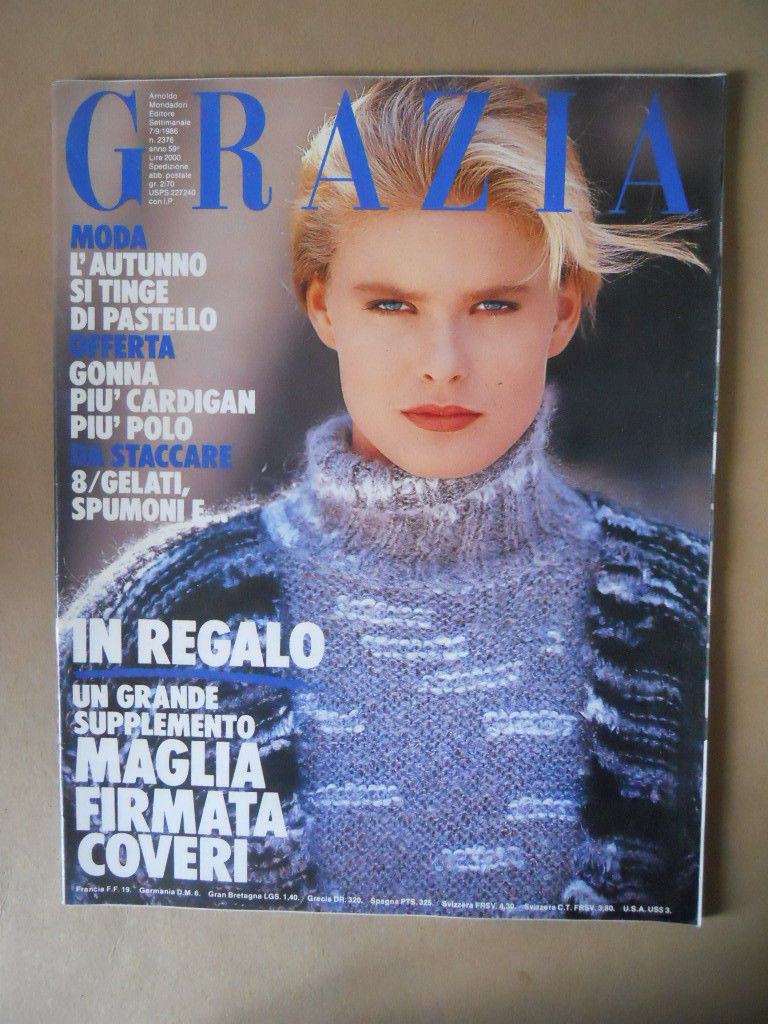 GRAZIA
Arnoldo
Mondadori
Editore
Settimanale
7/9/1986
n. 2376
anno 59º
Lire 2000
Spedizione
abb. postale
gr. 2/70
USPS 227240
con I.P.
MODA
L'AUTUNNO
SI TINGE
DI PASTELLO
OFFERTA
GONNA
PIU' CARDIGAN
PIU' POLO
DA STACCARE
8/GELATI,
SPUMONI E...
IN REGALO
UN GRANDE
SUPPLEMENTO
MAGLIA
FIRMATA
COVERI
Francia F.F. 19. Germania D.M. 8. Gran Bretagna LGS. 1,40. Grecia DR. 320. Spagna PTS. 325. Svizzera FRSV. 4,30. Svizzera C.T. FRSV. 3,80. U.S.A. US$ 3.